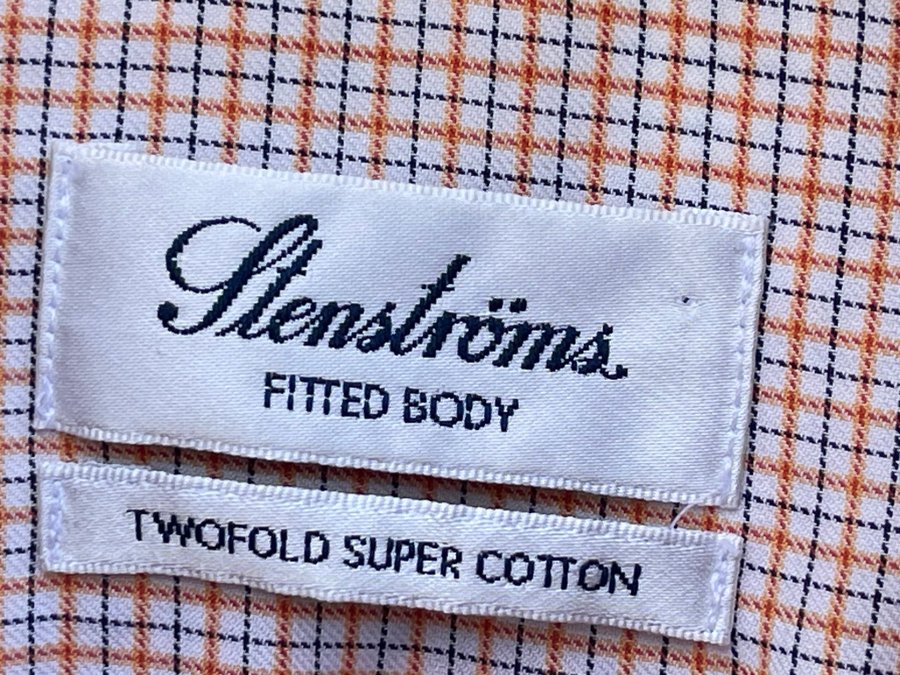 Stenströms
FITTED BODY
TWOFOLD SUPER COTTON